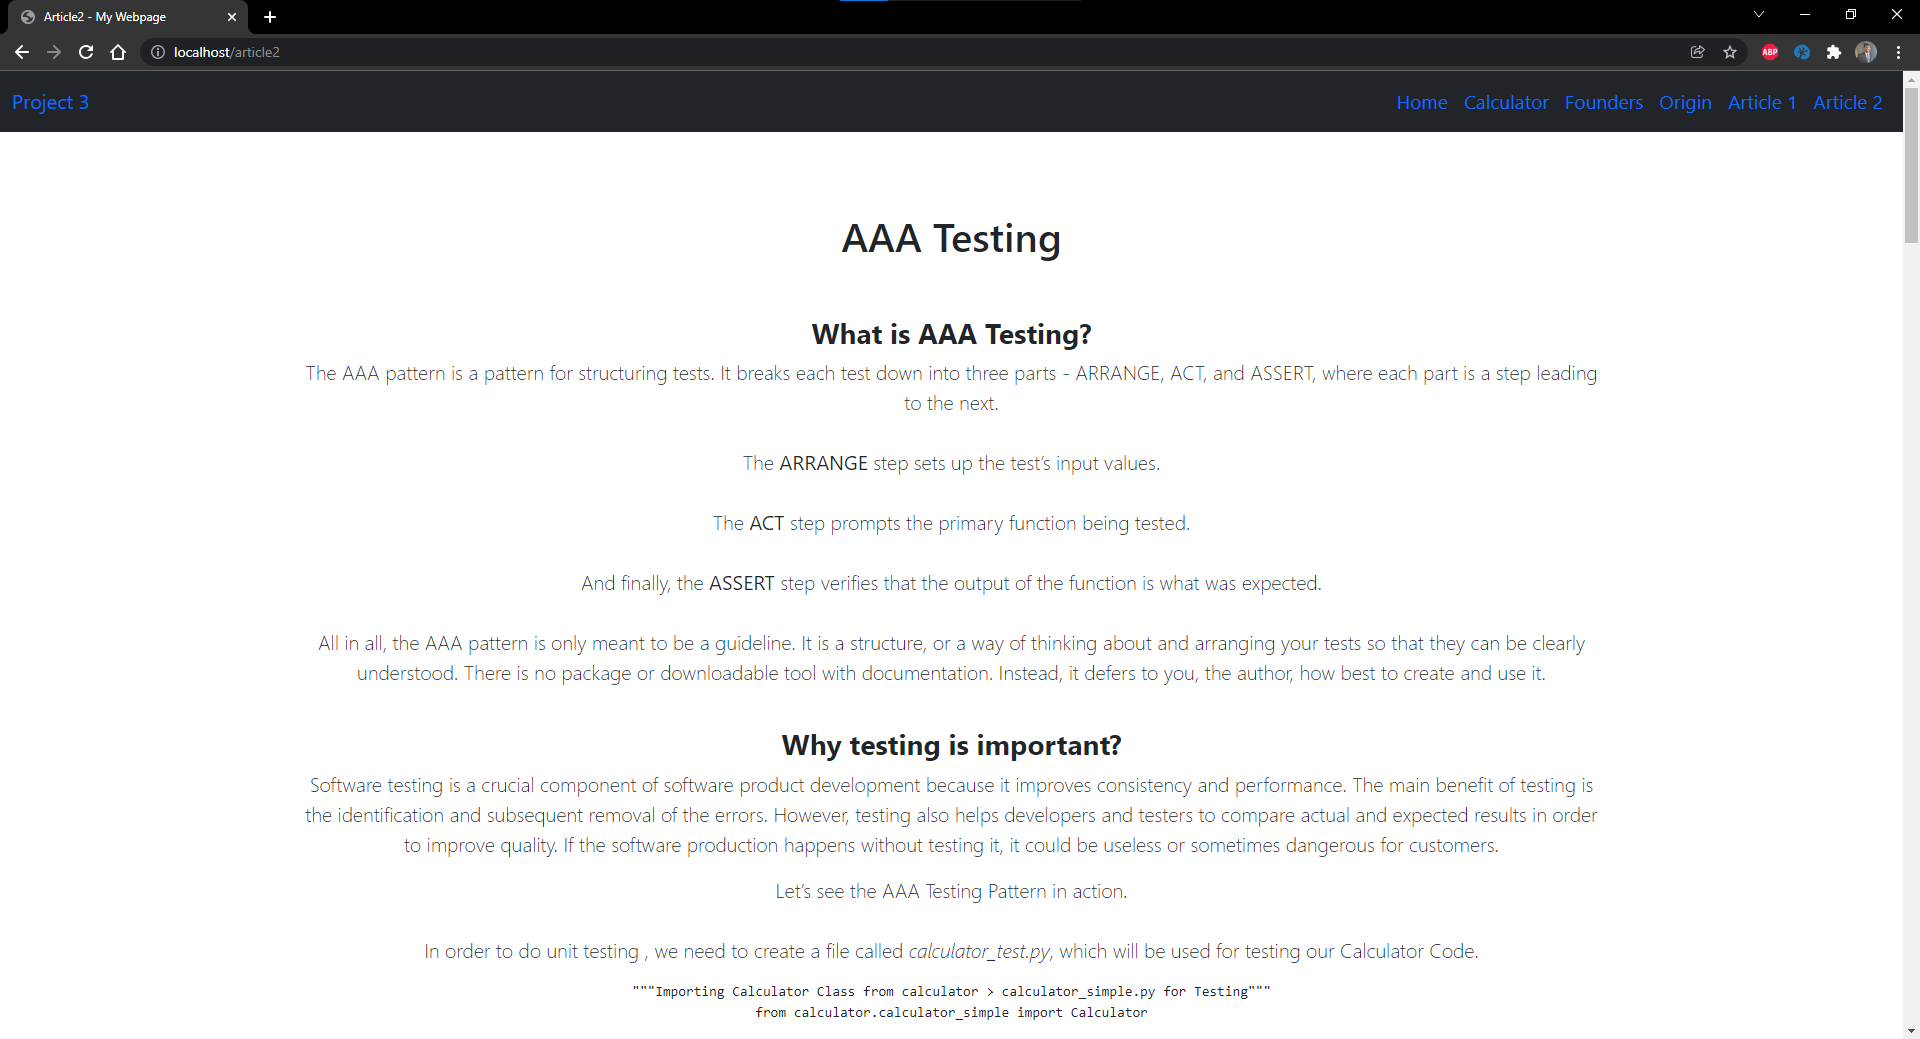 Article2 - My Webpage
localhost/article2
ABP
Project 3
Home Calculator Founders Origin Article 1 Article 2
AAA Testing
What is AAA Testing?
The AAA pattern is a pattern for structuring tests. It breaks each test down into three parts - ARRANGE, ACT, and ASSERT, where each part is a step leading
to the next.
The ARRANGE step sets up the test’s input values.
The ACT step prompts the primary function being tested.
And finally, the ASSERT step verifies that the output of the function is what was expected.
All in all, the AAA pattern is only meant to be a guideline. It is a structure, or a way of thinking about and arranging your tests so that they can be clearly
understood. There is no package or downloadable tool with documentation. Instead, it defers to you, the author, how best to create and use it.
Why testing is important?
Software testing is a crucial component of software product development because it improves consistency and performance. The main benefit of testing is
the identification and subsequent removal of the errors. However, testing also helps developers and testers to compare actual and expected results in order
to improve quality. If the software production happens without testing it, it could be useless or sometimes dangerous for customers.
Let’s see the AAA Testing Pattern in action.
In order to do unit testing , we need to create a file called calculator_test.py, which will be used for testing our Calculator Code.
"""Importing Calculator Class from calculator > calculator_simple.py for Testing"""
from calculator.calculator_simple import Calculator